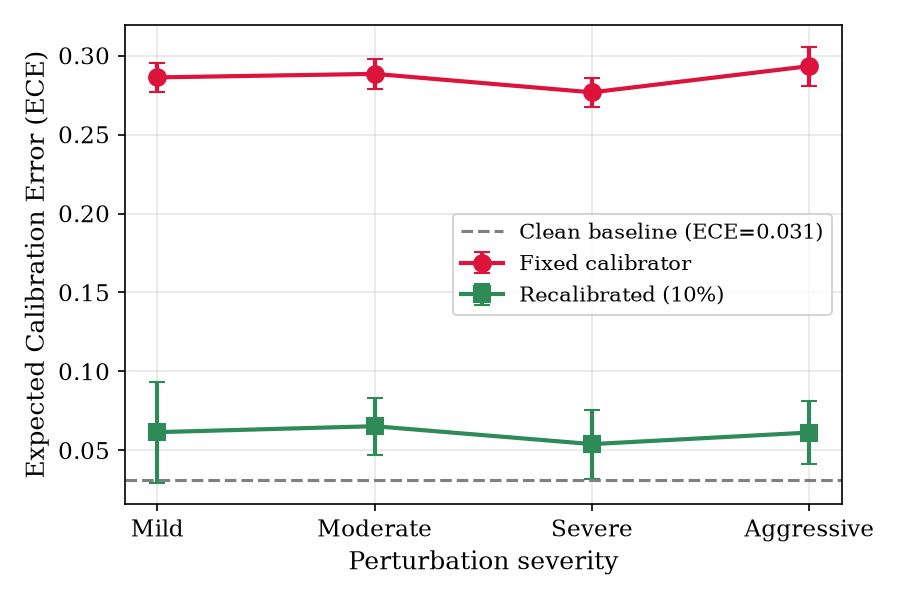 Expected Calibration Error (ECE)
0.30
0.25
0.20
0.15
0.10
0.05
Clean baseline (ECE=0.031)
Fixed calibrator
Recalibrated (10%)
Mild
Moderate
Severe
Aggressive
Perturbation severity